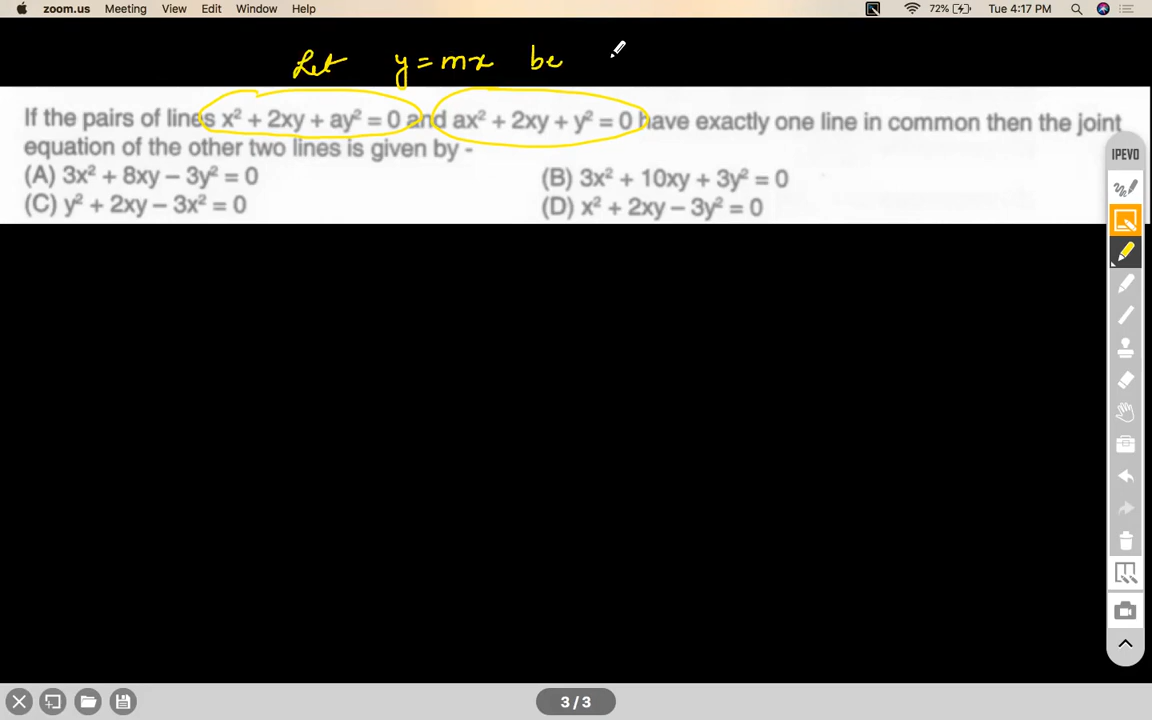 zoom.us Meeting View Edit Window Help 72% Tue 4:17 PM
Let y = mx be
If the pairs of lines x² + 2xy + ay² = 0 and ax² + 2xy + y² = 0 have exactly one line in common then the joint
equation of the other two lines is given by -
(A) 3x² + 8xy – 3y² = 0 (B) 3x² + 10xy + 3y² = 0
(C) y² + 2xy – 3x² = 0 (D) x² + 2xy – 3y² = 0
IPEVO
3 / 3